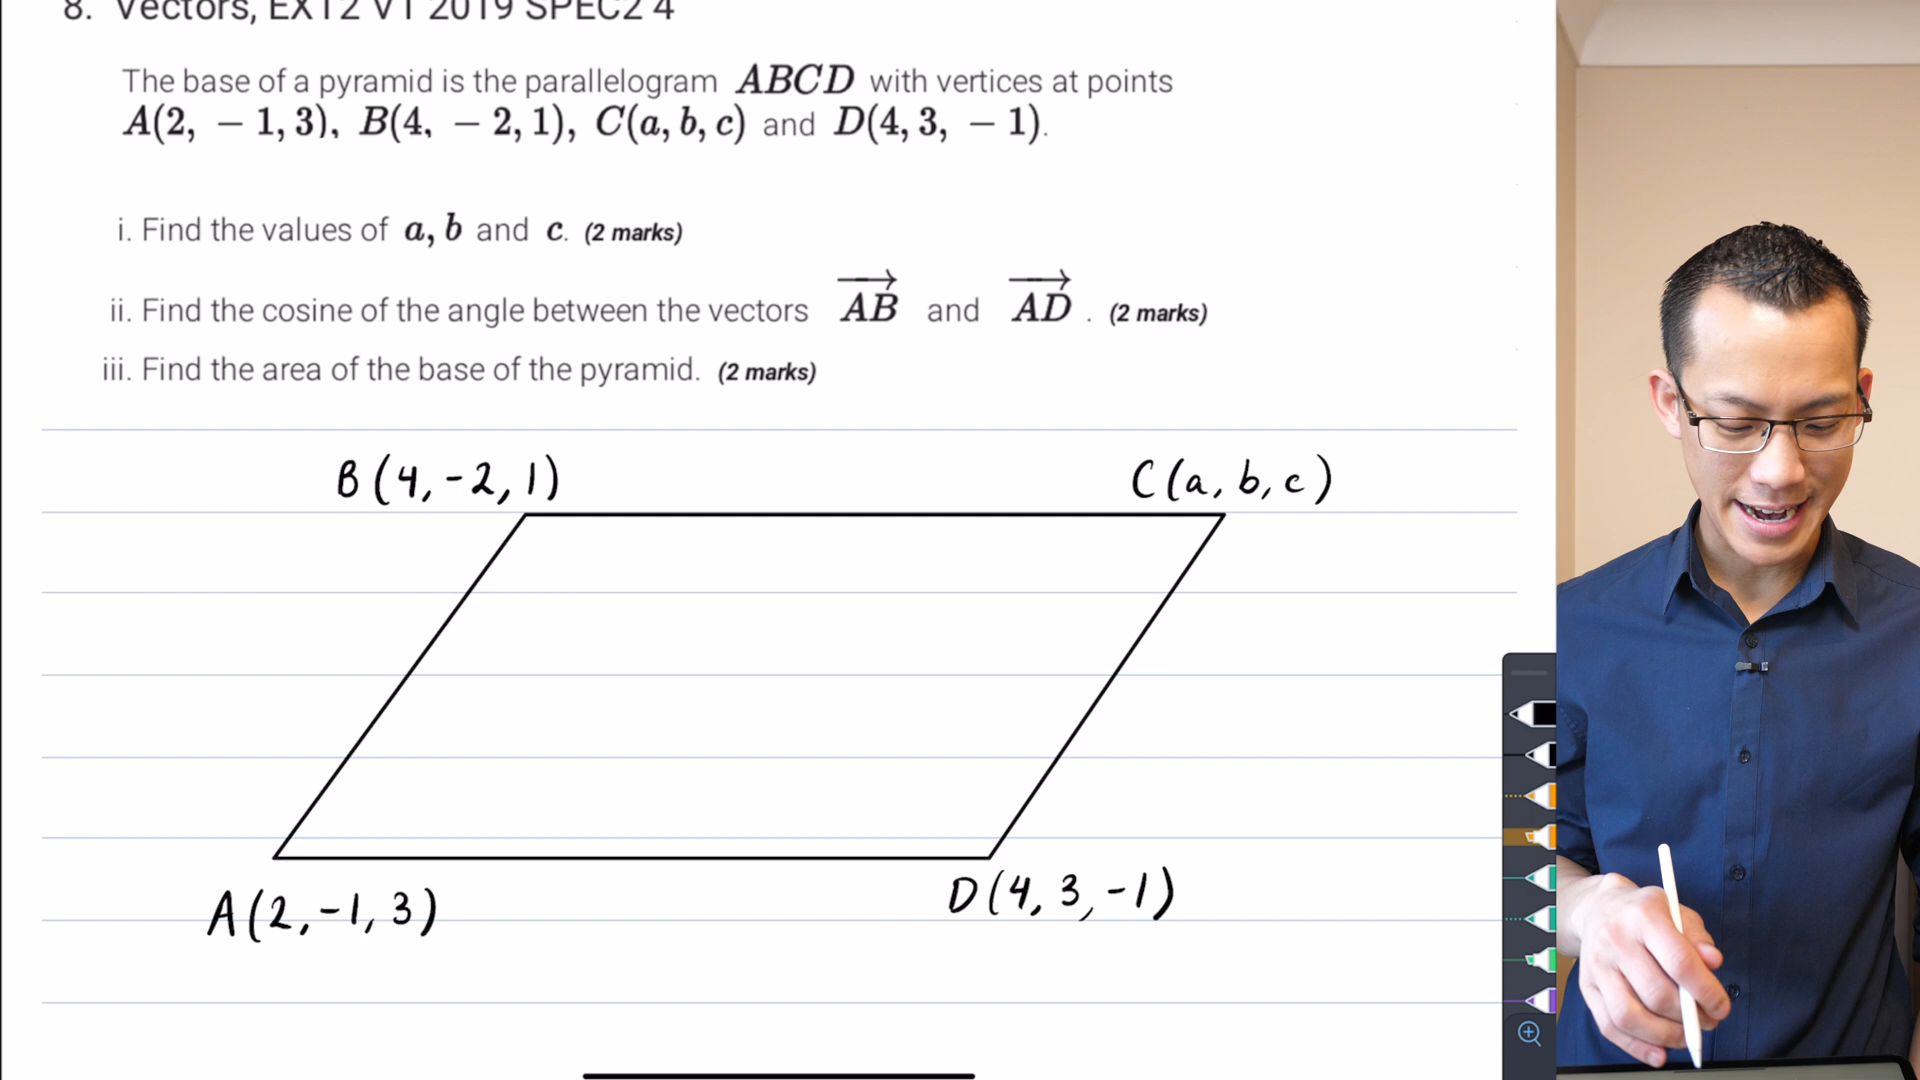 8. Vectors, EXT2 V1 2019 SPEC2 4
The base of a pyramid is the parallelogram ABCD with vertices at points
A(2, − 1, 3), B(4, − 2, 1), C(a, b, c) and D(4, 3, − 1).
i. Find the values of a, b and c. (2 marks)
ii. Find the cosine of the angle between the vectors AB and AD . (2 marks)
iii. Find the area of the base of the pyramid. (2 marks)
B(4,-2,1) C(a, b, c)
A(2,-1,3) D(4, 3, -1)